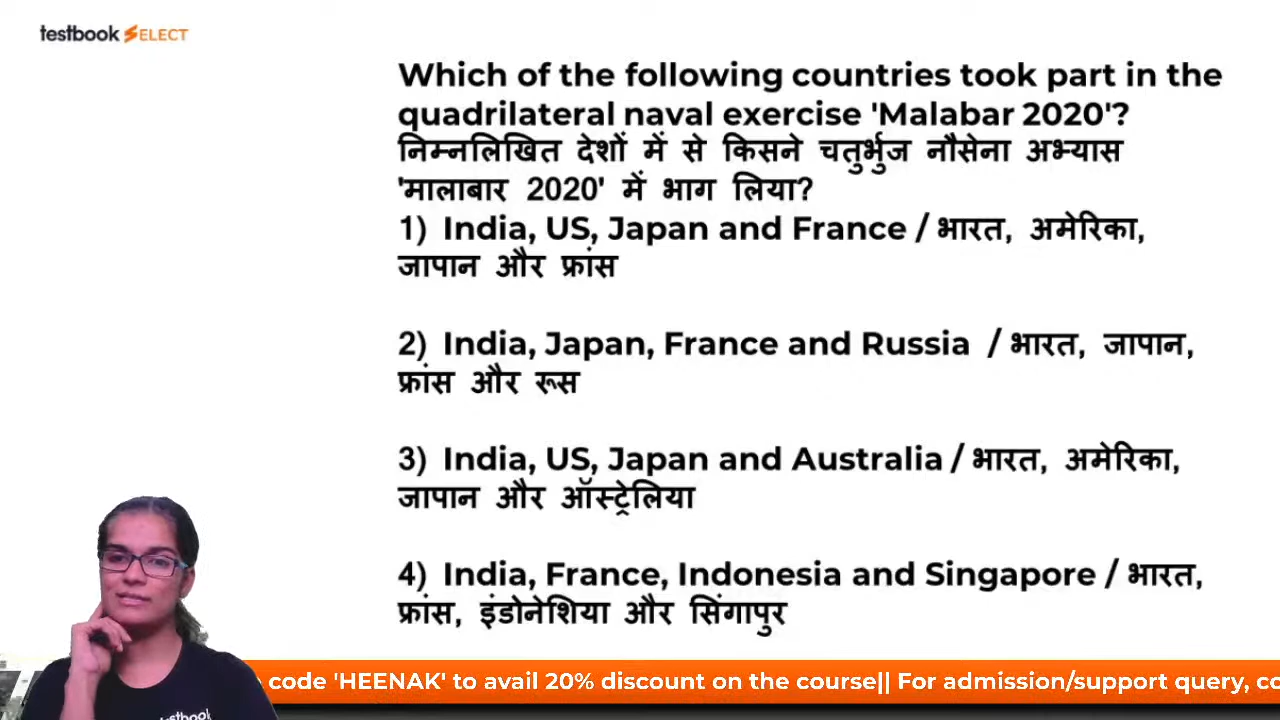 testbook SELECT
Which of the following countries took part in the
quadrilateral naval exercise 'Malabar 2020'?
निम्नलिखित देशों में से किसने चतुर्भुज नौसेना अभ्यास
'मालाबार 2020' में भाग लिया?
1) India, US, Japan and France / भारत, अमेरिका,
जापान और फ्रांस
2) India, Japan, France and Russia / भारत, जापान,
फ्रांस और रूस
3) India, US, Japan and Australia / भारत, अमेरिका,
जापान और ऑस्ट्रेलिया
4) India, France, Indonesia and Singapore / भारत,
फ्रांस, इंडोनेशिया और सिंगापुर
code 'HEENAK' to avail 20% discount on the course|| For admission/support query,